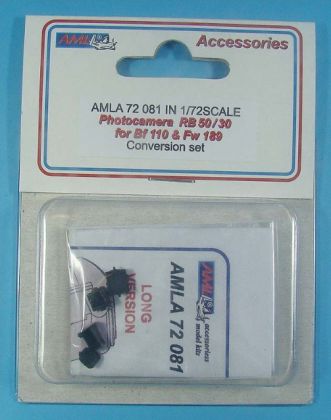 AML Accessories
AMLA 72 081 IN 1/72SCALE
Photocamera RB 50/30
for Bf 110 & Fw 189
Conversion set
AML accessories
model kits
AMLA 72 081
LONG
VERSION